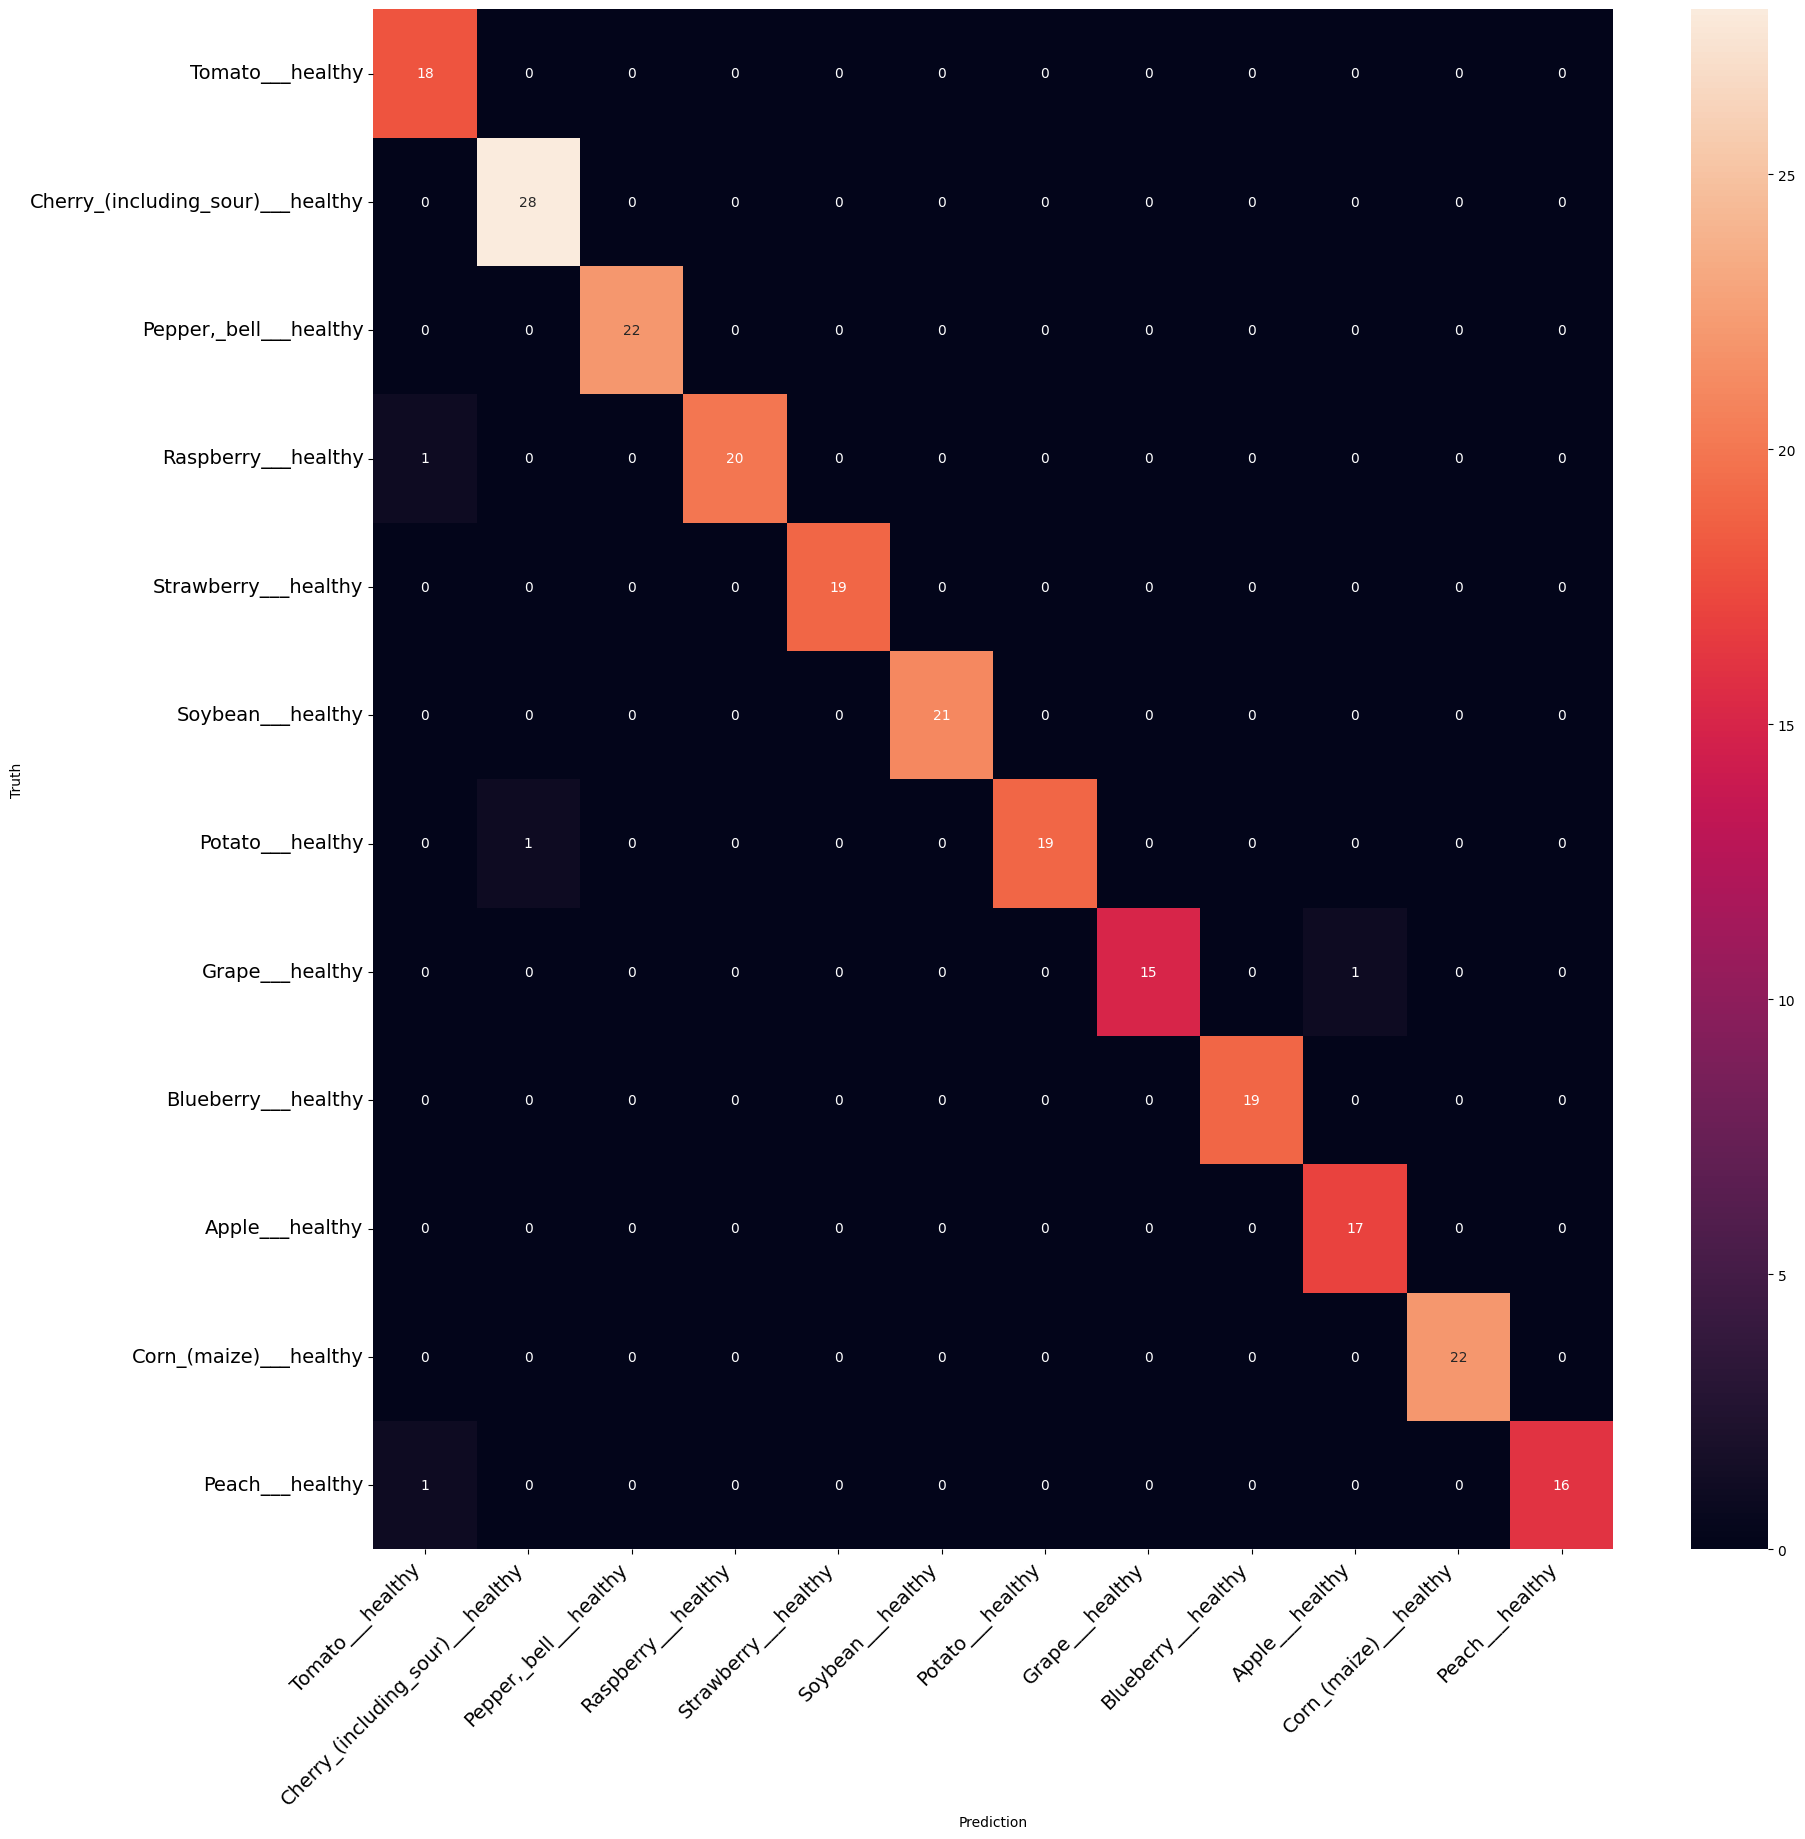 Tomato___healthy 18 0 0 0 0 0 0 0 0 0 0 0
Cherry_(including_sour)___healthy 0 28 0 0 0 0 0 0 0 0 0 0
Pepper,_bell___healthy 0 0 22 0 0 0 0 0 0 0 0 0
Raspberry___healthy 1 0 0 20 0 0 0 0 0 0 0 0
Strawberry___healthy 0 0 0 0 19 0 0 0 0 0 0 0
Soybean___healthy 0 0 0 0 0 21 0 0 0 0 0 0
Potato___healthy 0 1 0 0 0 0 19 0 0 0 0 0
Grape___healthy 0 0 0 0 0 0 0 15 0 1 0 0
Blueberry___healthy 0 0 0 0 0 0 0 0 19 0 0 0
Apple___healthy 0 0 0 0 0 0 0 0 0 17 0 0
Corn_(maize)___healthy 0 0 0 0 0 0 0 0 0 0 22 0
Peach___healthy 1 0 0 0 0 0 0 0 0 0 0 16
Truth
Tomato___healthy
Cherry_(including_sour)___healthy
Pepper,_bell___healthy
Raspberry___healthy
Strawberry___healthy
Soybean___healthy
Potato___healthy
Grape___healthy
Blueberry___healthy
Apple___healthy
Corn_(maize)___healthy
Peach___healthy
Prediction
25
20
15
10
5
0